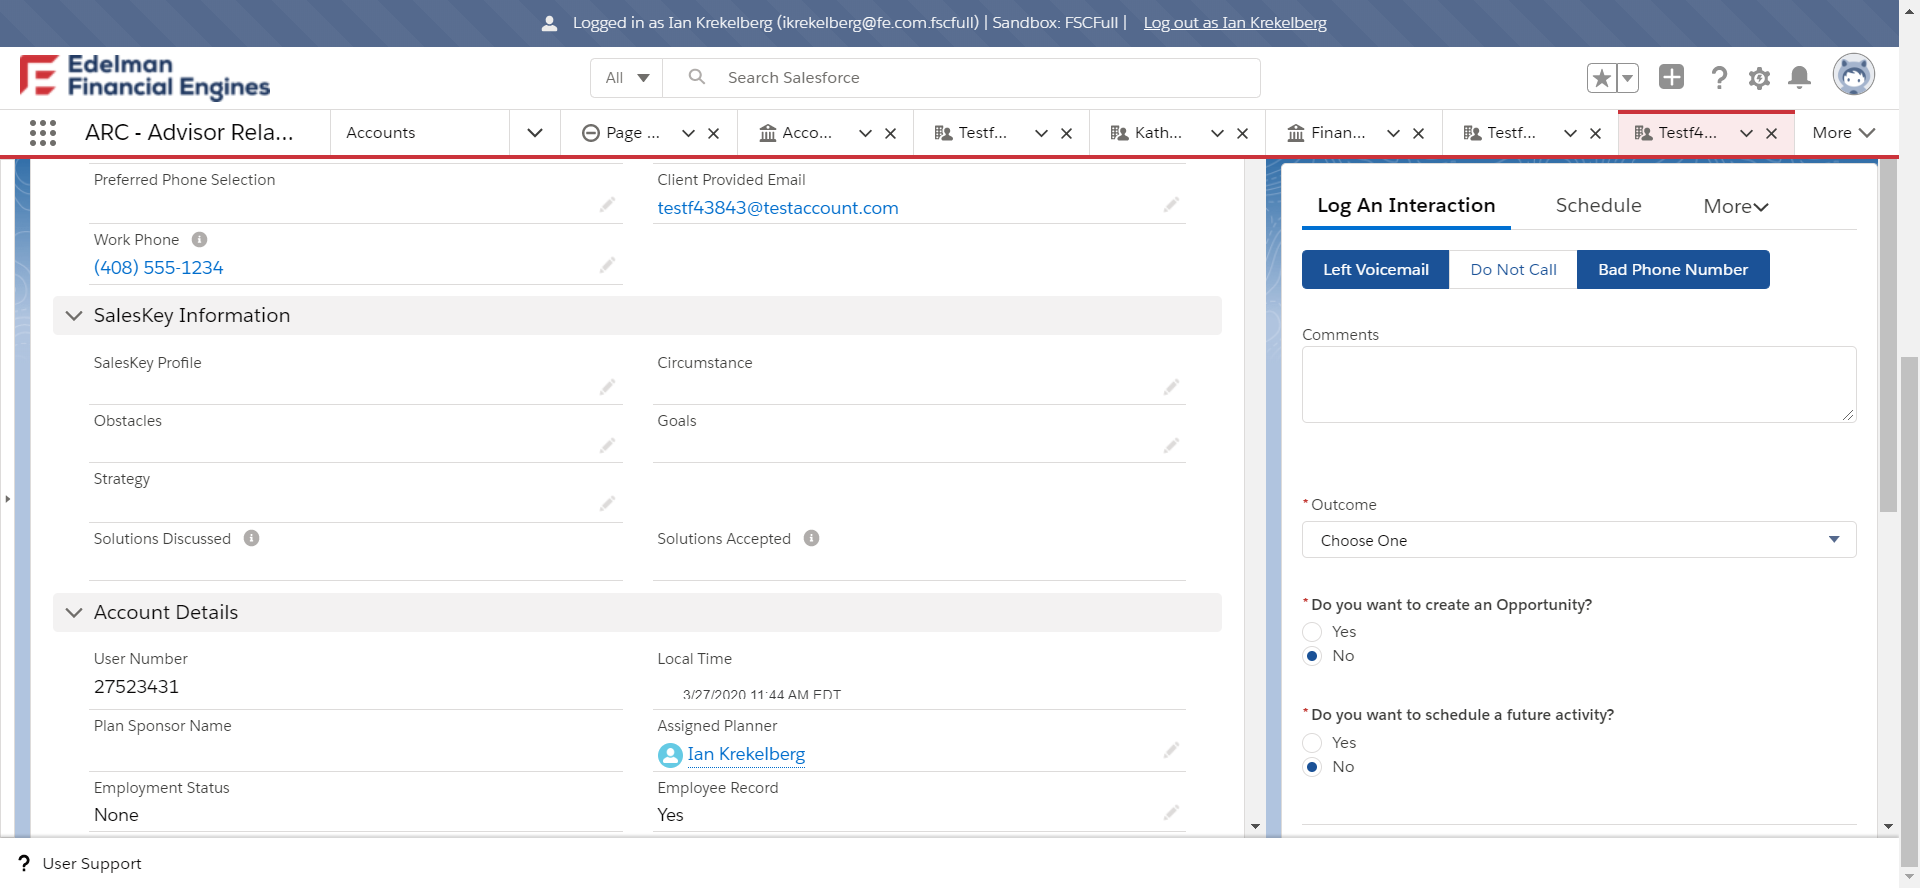 Logged in as Ian Krekelberg (ikrekelberg@fe.com.fscfull) | Sandbox: FSCFull | Log out as Ian Krekelberg
Edelman
Financial Engines
All
Search Salesforce
ARC - Advisor Rela...
Accounts
Page ...
Acco...
Testf...
Kath...
Finan...
Testf...
Testf4...
More
Preferred Phone Selection
Client Provided Email
testf43843@testaccount.com
Work Phone
(408) 555-1234
SalesKey Information
SalesKey Profile
Circumstance
Obstacles
Goals
Strategy
Solutions Discussed
Solutions Accepted
Account Details
User Number
27523431
Local Time
3/27/2020 11:44 AM EDT
Plan Sponsor Name
Assigned Planner
Ian Krekelberg
Employment Status
None
Employee Record
Yes
Log An Interaction
Schedule
More
Left Voicemail
Do Not Call
Bad Phone Number
Comments
*Outcome
Choose One
*Do you want to create an Opportunity?
Yes
No
*Do you want to schedule a future activity?
Yes
No
? User Support